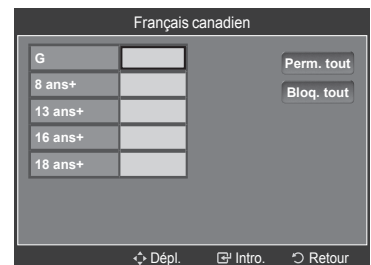 Français canadien
G
Perm. tout
8 ans+
Bloq. tout
13 ans+
16 ans+
18 ans+
Dépl. Intro. Retour